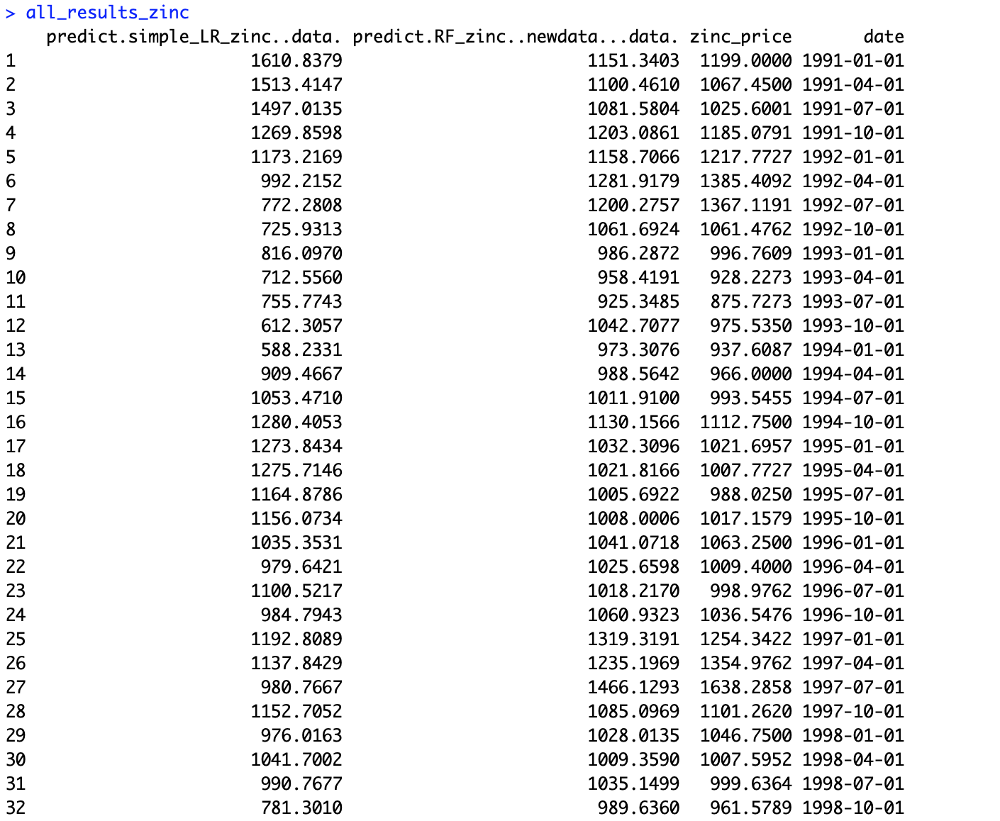 > all_results_zinc
predict.simple_LR_zinc..data. predict.RF_zinc..newdata...data. zinc_price date
1 1610.8379 1151.3403 1199.0000 1991-01-01
2 1513.4147 1100.4610 1067.4500 1991-04-01
3 1497.0135 1081.5804 1025.6001 1991-07-01
4 1269.8598 1203.0861 1185.0791 1991-10-01
5 1173.2169 1158.7066 1217.7727 1992-01-01
6 992.2152 1281.9179 1385.4092 1992-04-01
7 772.2808 1200.2757 1367.1191 1992-07-01
8 725.9313 1061.6924 1061.4762 1992-10-01
9 816.0970 986.2872 996.7609 1993-01-01
10 712.5560 958.4191 928.2273 1993-04-01
11 755.7743 925.3485 875.7273 1993-07-01
12 612.3057 1042.7077 975.5350 1993-10-01
13 588.2331 973.3076 937.6087 1994-01-01
14 909.4667 988.5642 966.0000 1994-04-01
15 1053.4710 1011.9100 993.5455 1994-07-01
16 1280.4053 1130.1566 1112.7500 1994-10-01
17 1273.8434 1032.3096 1021.6957 1995-01-01
18 1275.7146 1021.8166 1007.7727 1995-04-01
19 1164.8786 1005.6922 988.0250 1995-07-01
20 1156.0734 1008.0006 1017.1579 1995-10-01
21 1035.3531 1041.0718 1063.2500 1996-01-01
22 979.6421 1025.6598 1009.4000 1996-04-01
23 1100.5217 1018.2170 998.9762 1996-07-01
24 984.7943 1060.9323 1036.5476 1996-10-01
25 1192.8089 1319.3191 1254.3422 1997-01-01
26 1137.8429 1235.1969 1354.9762 1997-04-01
27 980.7667 1466.1293 1638.2858 1997-07-01
28 1152.7052 1085.0969 1101.2620 1997-10-01
29 976.0163 1028.0135 1046.7500 1998-01-01
30 1041.7002 1009.3590 1007.5952 1998-04-01
31 990.7677 1035.1499 999.6364 1998-07-01
32 781.3010 989.6360 961.5789 1998-10-01